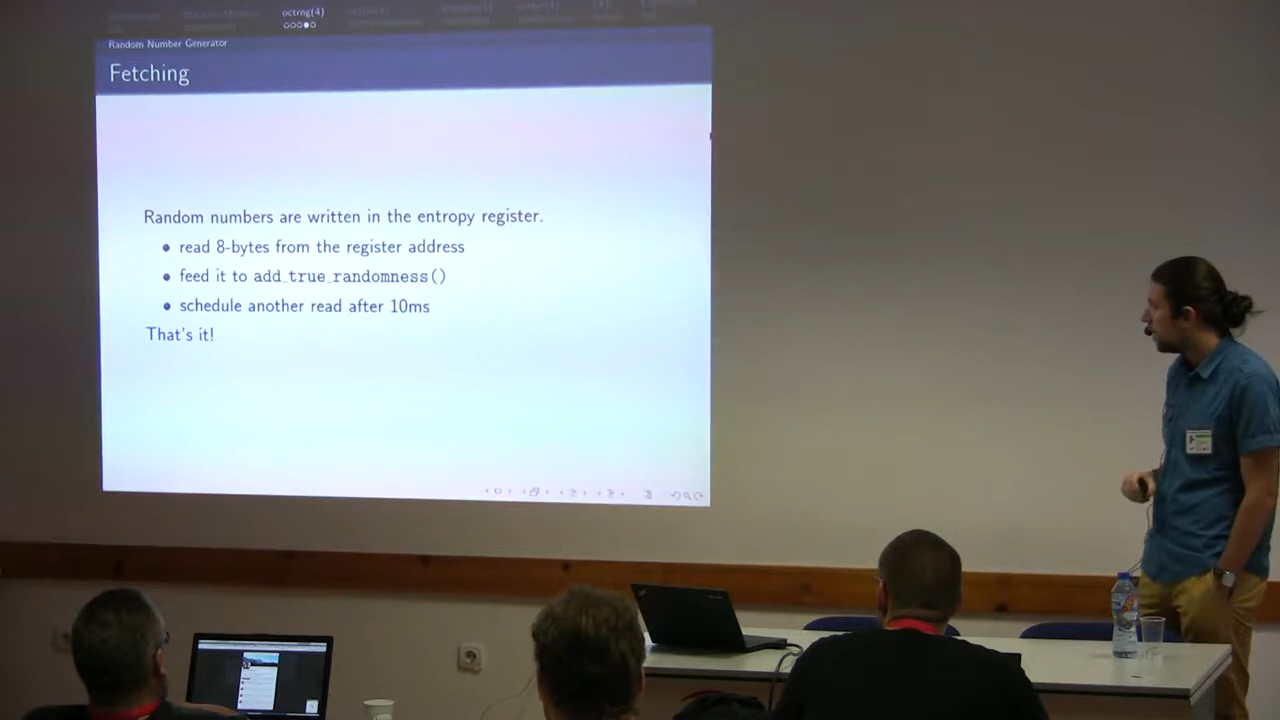 octrng(4)
Random Number Generator
Fetching
Random numbers are written in the entropy register.
read 8-bytes from the register address
feed it to add_true_randomness()
schedule another read after 10ms
That's it!